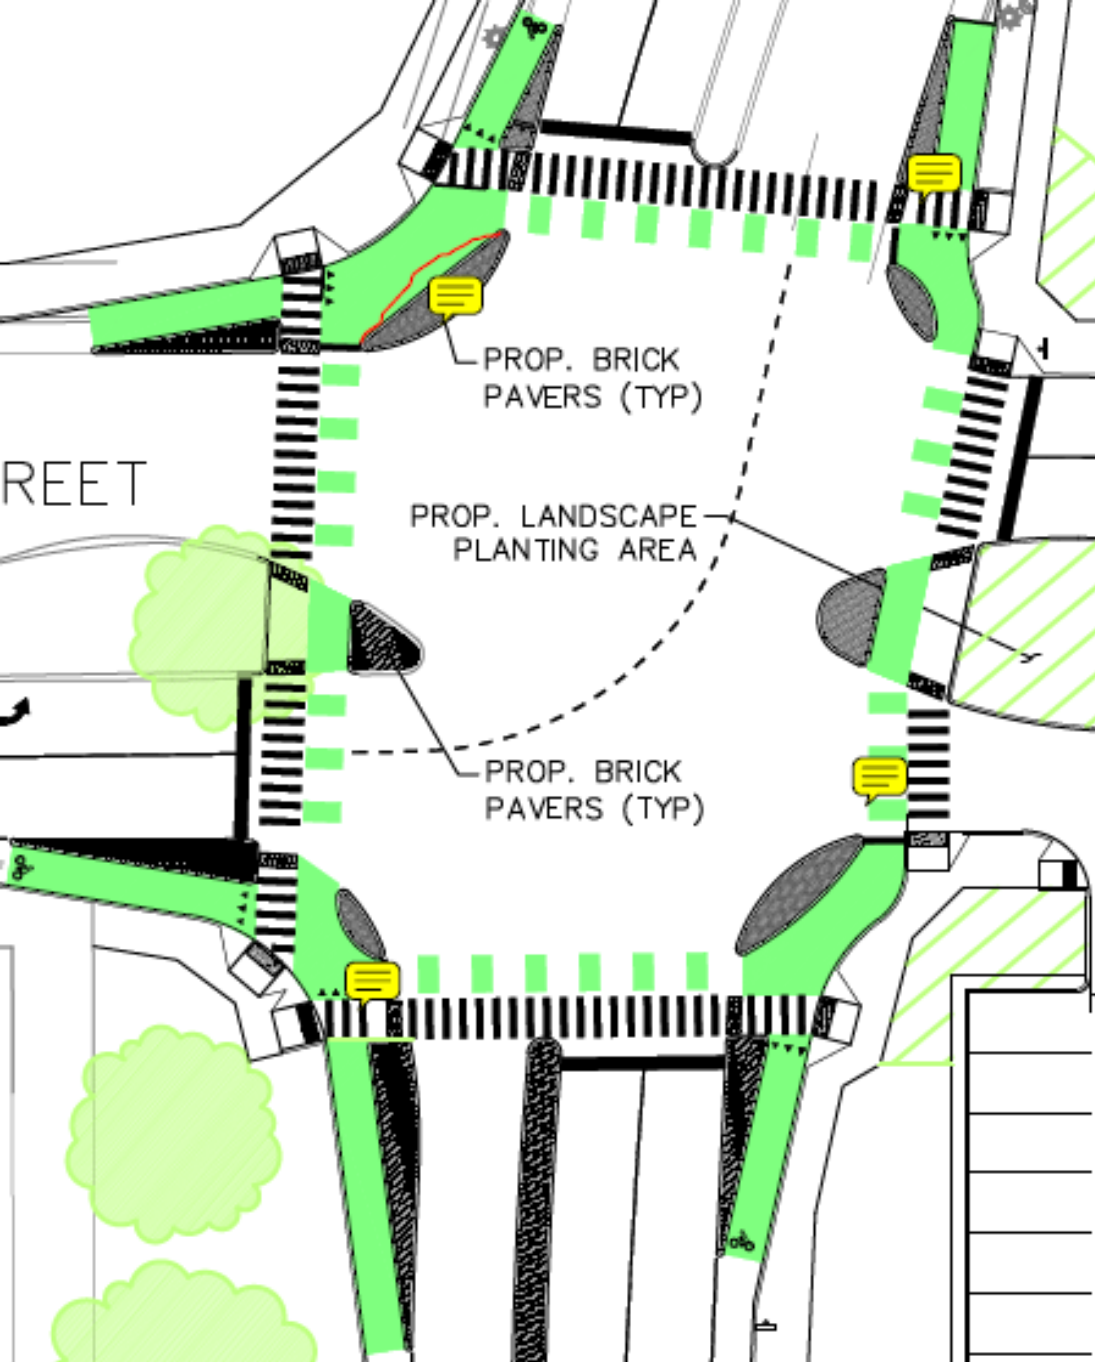 PROP. BRICK
PAVERS (TYP)
REET
PROP. LANDSCAPE
PLANTING AREA
PROP. BRICK
PAVERS (TYP)